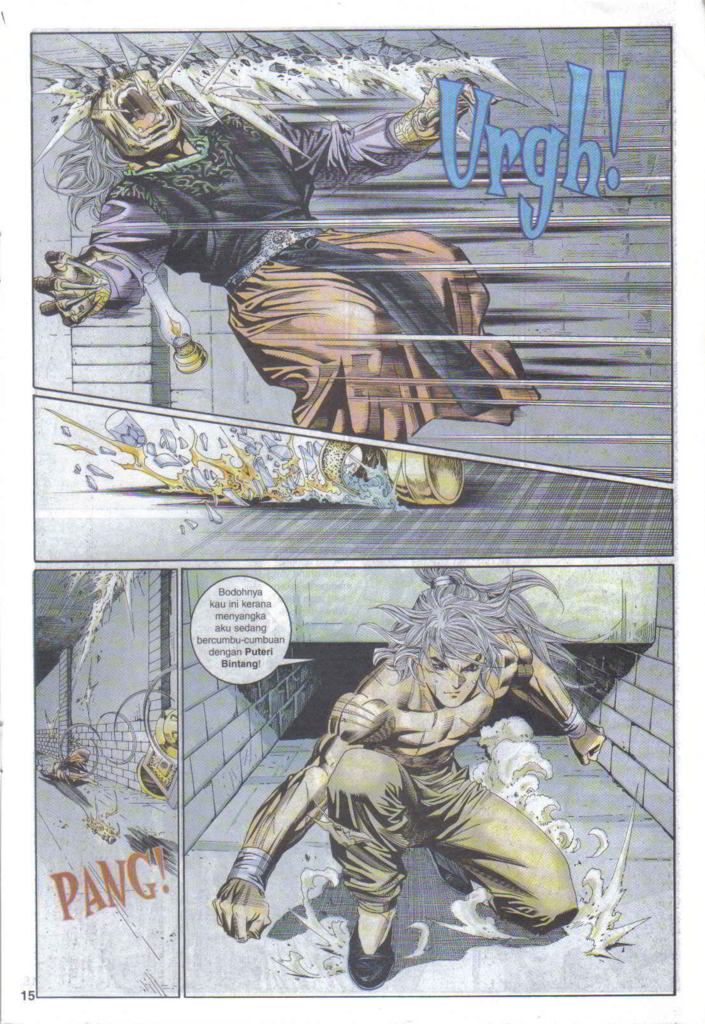 Urgh!
Bodohnya
kau ini kerana
menyangka
aku sedang
bercumbu-cumbuan
dengan Puteri
Bintang!
PANG!
15